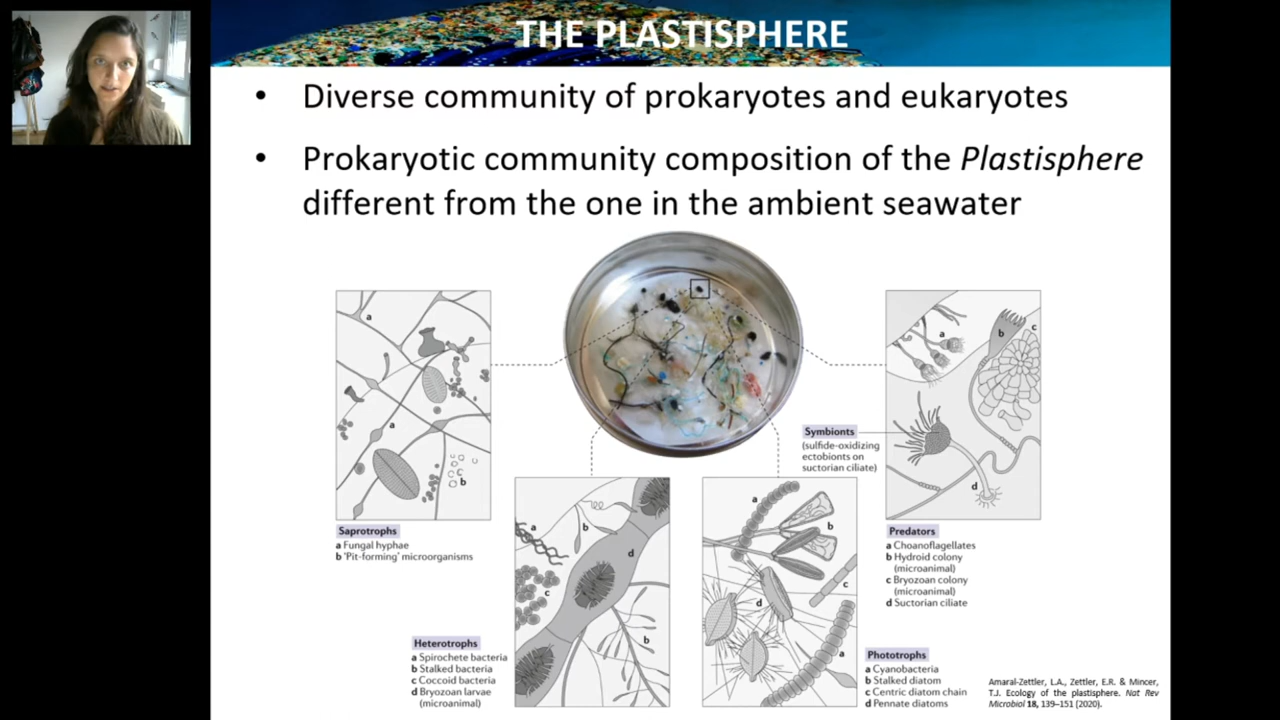 THE PLASTISPHERE
• Diverse community of prokaryotes and eukaryotes
• Prokaryotic community composition of the Plastisphere
different from the one in the ambient seawater
a
a
b
Saprotrophs
a Fungal hyphae
b 'Pit-forming' microorganisms
a
b
c
d
b
Heterotrophs
a Spirochete bacteria
b Stalked bacteria
c Coccoid bacteria
d Bryozoan larvae
(microanimal)
a
b
c
d
a
Phototrophs
a Cyanobacteria
b Stalked diatom
c Centric diatom chain
d Pennate diatoms
Symbionts
(sulfide-oxidizing
ectobionts on
suctorian ciliate)
a
b
c
d
Predators
a Choanoflagellates
b Hydroid colony
(microanimal)
c Bryozoan colony
(microanimal)
d Suctorian ciliate
Amaral-Zettler, L.A., Zettler, E.R. & Mincer,
T.J. Ecology of the plastisphere. Nat Rev
Microbiol 18, 139–151 (2020).